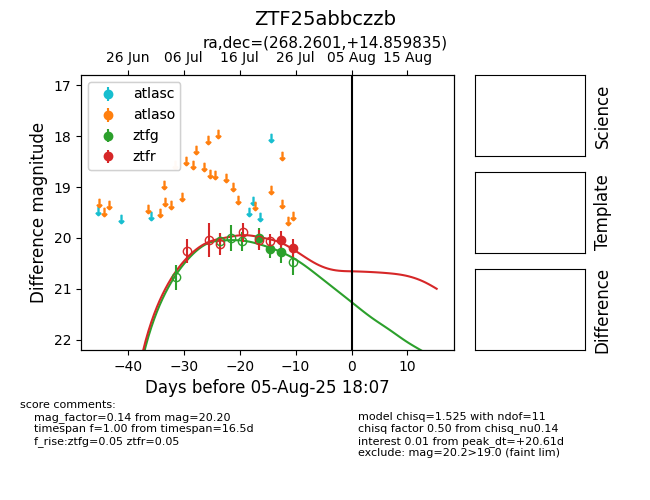 ZTF25abbczzb
ra,dec=(268.2601,+14.859835)
26 Jun 06 Jul 16 Jul 26 Jul 05 Aug 15 Aug
atlasc
atlaso
ztfg
ztfr
17
18
19
20
21
22
Difference magnitude
−40 −30 −20 −10 0 10
Days before 05-Aug-25 18:07
Science
Template
Difference
score comments:
mag_factor=0.14 from mag=20.20
timespan f=1.00 from timespan=16.5d
f_rise:ztfg=0.05 ztfr=0.05
model chisq=1.525 with ndof=11
chisq factor 0.50 from chisq_nu0.14
interest 0.01 from peak_dt=+20.61d
exclude: mag=20.2>19.0 (faint lim)